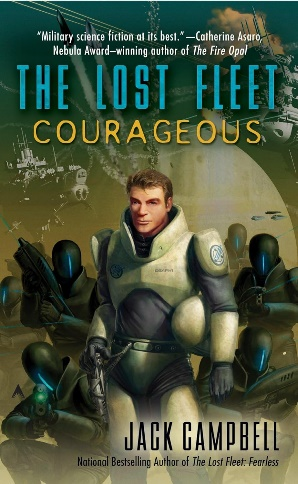 “Military science fiction at its best.”—Catherine Asaro,
Nebula Award–winning author of The Fire Opal
THE LOST FLEET
COURAGEOUS
JACK CAMPBELL
National Bestselling Author of The Lost Fleet: Fearless